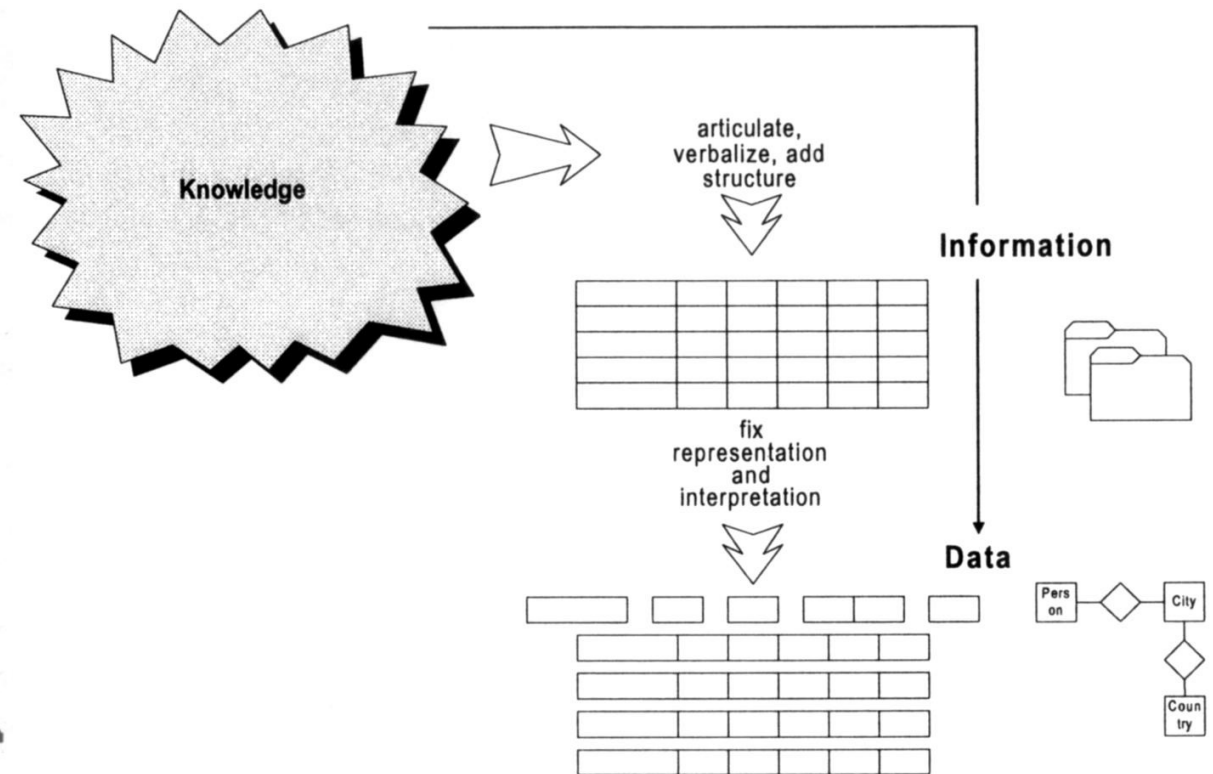 Knowledge
articulate,
verbalize, add
structure
Information
fix
representation
and
interpretation
Data
Pers
on
City
Coun
try